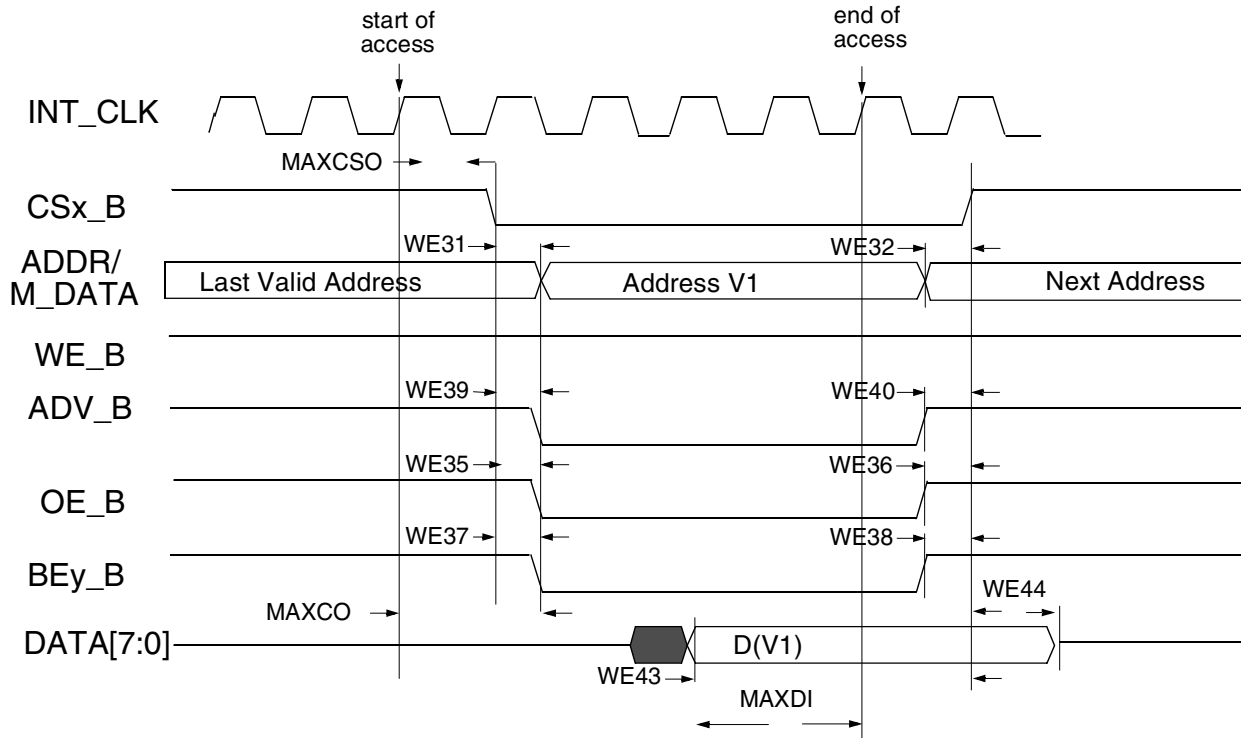 start of
access
end of
access
INT_CLK
MAXCSO
CSx_B
WE31
WE32
ADDR/
M_DATA
Last Valid Address
Address V1
Next Address
WE_B
WE39
WE40
ADV_B
WE35
WE36
OE_B
WE37
WE38
BEy_B
WE44
MAXCO
DATA[7:0]
D(V1)
WE43
MAXDI